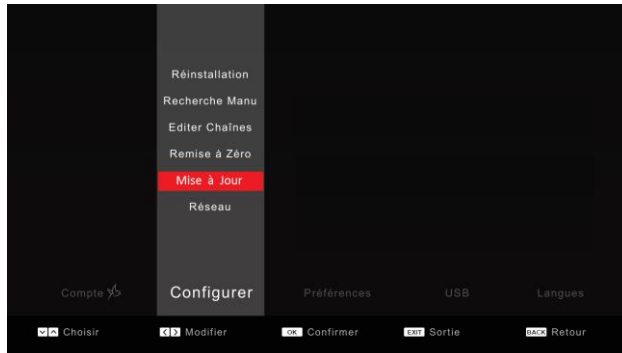 Réinstallation
Recherche Manu
Editer Chaînes
Remise à Zéro
Mise à Jour
Réseau
Compte Configurer Préférences USB Langues
Choisir Modifier OK Confirmer EXIT Sortie BACK Retour